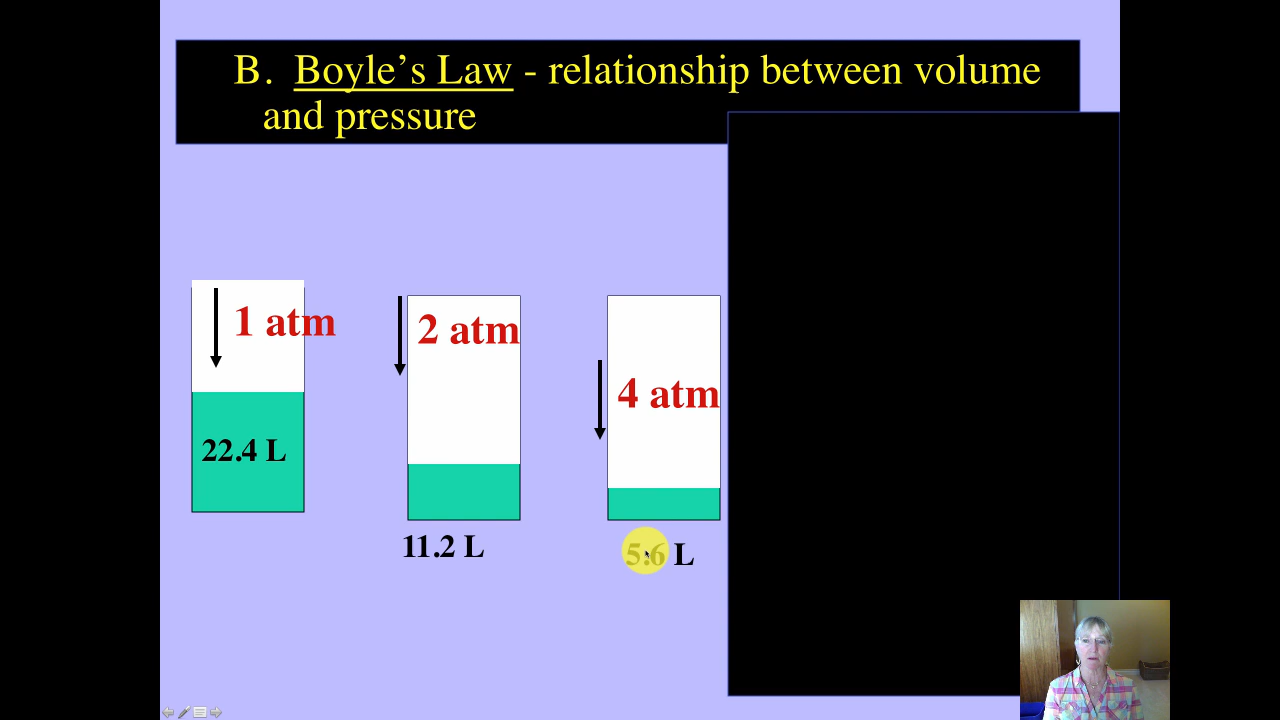 B. Boyle's Law - relationship between volume
and pressure
1 atm
2 atm
4 atm
22.4 L
11.2 L
5.6 L